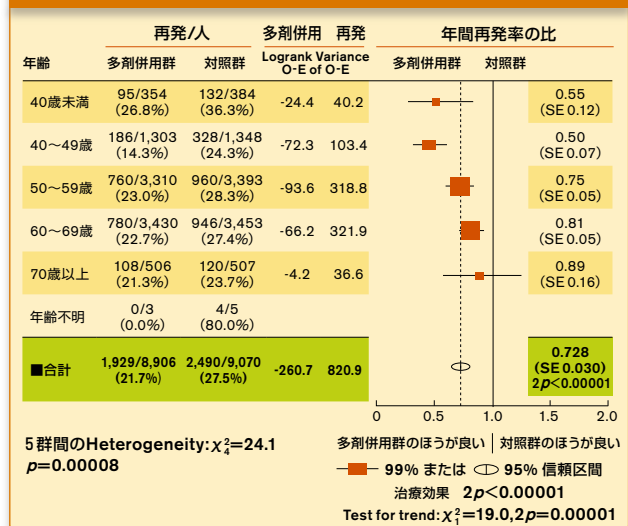 再発/人 多剤併用 再発 年間再発率の比
年齢 多剤併用群 対照群 Logrank Variance 多剤併用群 対照群
O-E of O-E
40歳未満 95/354 132/384 -24.4 40.2 0.55
(26.8%) (36.3%) (SE 0.12)
40～49歳 186/1,303 328/1,348 -72.3 103.4 0.50
(14.3%) (24.3%) (SE 0.07)
50～59歳 760/3,310 960/3,393 -93.6 318.8 0.75
(23.0%) (28.3%) (SE 0.05)
60～69歳 780/3,430 946/3,453 -66.2 321.9 0.81
(22.7%) (27.4%) (SE 0.05)
70歳以上 108/506 120/507 -4.2 36.6 0.89
(21.3%) (23.7%) (SE 0.16)
年齢不明 0/3 4/5
(0.0%) (80.0%)
■合計 1,929/8,906 2,490/9,070 -260.7 820.9 0.728
(21.7%) (27.5%) (SE 0.030)
2p<0.00001
0 0.5 1.0 1.5 2.0
5群間のHeterogeneity:χ²₄=24.1 多剤併用群のほうが良い 対照群のほうが良い
p=0.00008 99% または 95% 信頼区間
治療効果 2p<0.00001
Test for trend:χ²₁=19.0,2p=0.00001